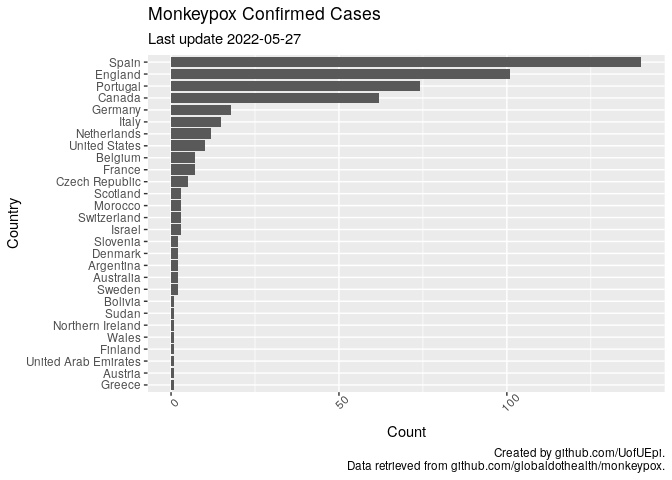 Monkeypox Confirmed Cases
Last update 2022-05-27
Spain
England
Portugal
Canada
Germany
Italy
Netherlands
United States
Belgium
France
Czech Republic
Scotland
Morocco
Switzerland
Israel
Slovenia
Denmark
Argentina
Australia
Sweden
Bolivia
Sudan
Northern Ireland
Wales
Finland
United Arab Emirates
Austria
Greece
Country
0
50
100
Count
Created by github.com/UofUEpi.
Data retrieved from github.com/globaldothealth/monkeypox.